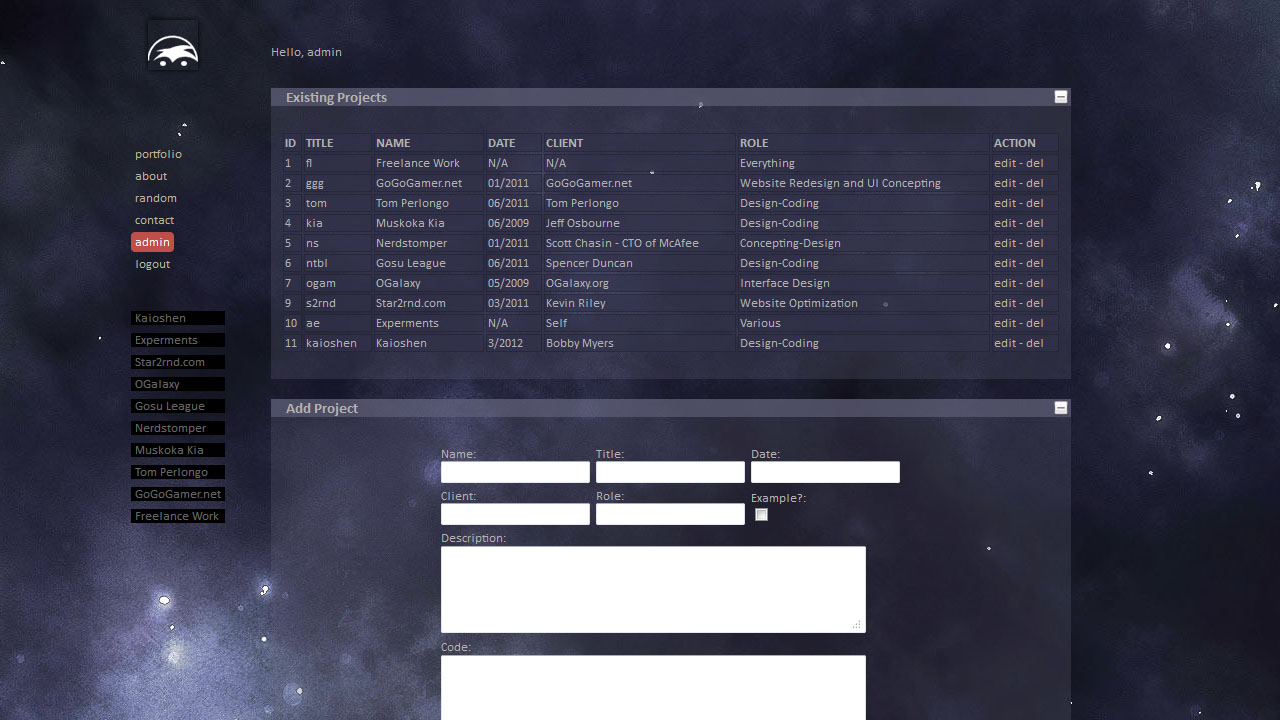 Hello, admin
portfolio
about
random
contact
admin
logout
Kaioshen
Experments
Star2rnd.com
OGalaxy
Gosu League
Nerdstomper
Muskoka Kia
Tom Perlongo
GoGoGamer.net
Freelance Work
Existing Projects
ID TITLE NAME DATE CLIENT ROLE ACTION
1 fl Freelance Work N/A N/A Everything edit - del
2 ggg GoGoGamer.net 01/2011 GoGoGamer.net Website Redesign and UI Concepting edit - del
3 tom Tom Perlongo 06/2011 Tom Perlongo Design-Coding edit - del
4 kia Muskoka Kia 06/2009 Jeff Osbourne Design-Coding edit - del
5 ns Nerdstomper 01/2011 Scott Chasin - CTO of McAfee Concepting-Design edit - del
6 ntbl Gosu League 06/2011 Spencer Duncan Design-Coding edit - del
7 ogam OGalaxy 05/2009 OGalaxy.org Interface Design edit - del
9 s2rnd Star2rnd.com 03/2011 Kevin Riley Website Optimization edit - del
10 ae Experments N/A Self Various edit - del
11 kaioshen Kaioshen 3/2012 Bobby Myers Design-Coding edit - del
Add Project
Name: Title: Date:
Client: Role: Example?:
Description:
Code: